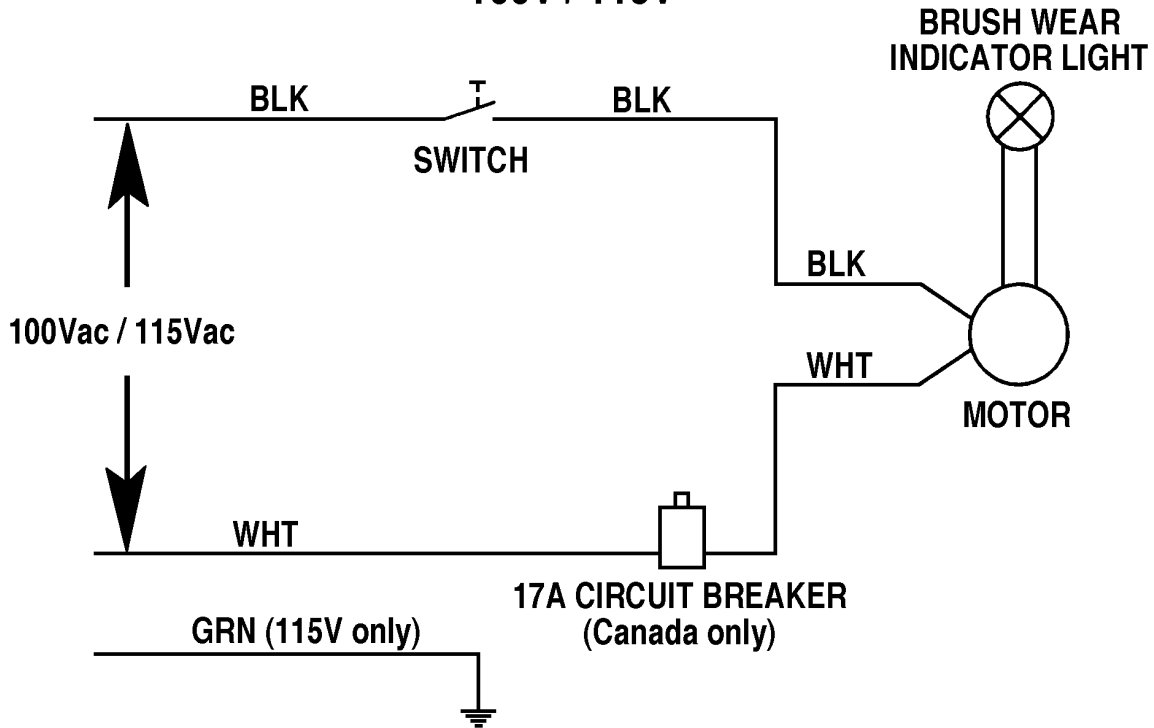 BRUSH WEAR
INDICATOR LIGHT
BLK
BLK
SWITCH
BLK
100Vac / 115Vac
WHT
MOTOR
WHT
17A CIRCUIT BREAKER
(Canada only)
GRN (115V only)